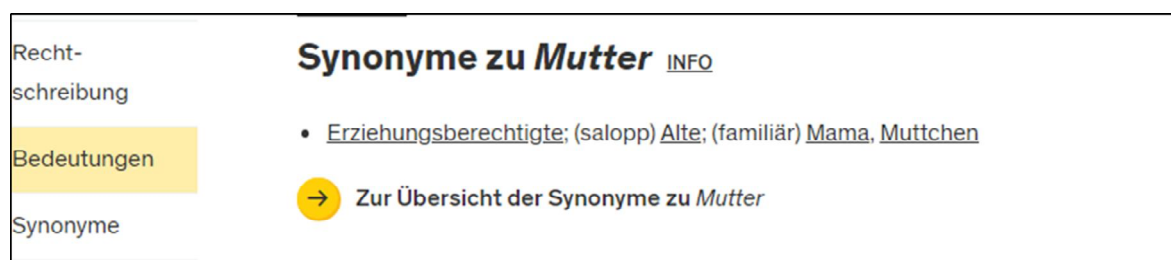 Recht-
schreibung
Bedeutungen
Synonyme
Synonyme zu Mutter INFO
• Erziehungsberechtigte; (salopp) Alte; (familiär) Mama, Muttchen
Zur Übersicht der Synonyme zu Mutter